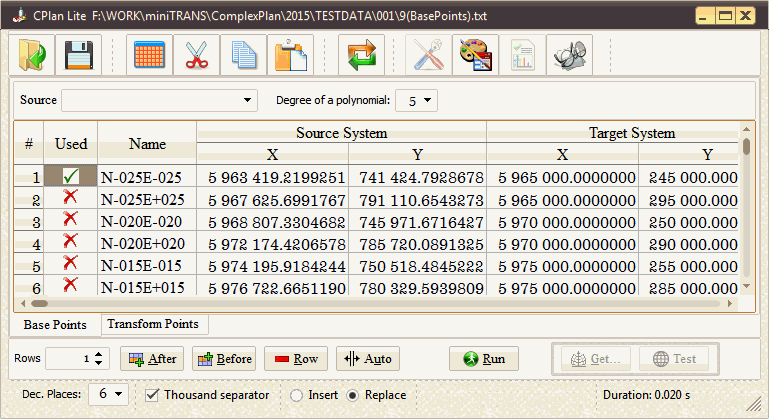 CPlan Lite F:\WORK\miniTRANS\ComplexPlan\2015\TESTDATA\001\9(BasePoints).txt
Source Degree of a polynomial: 5
# Used Name Source System Target System
X Y X Y
1 N-025E-025 5 963 419.2199251 741 424.7928678 5 965 000.0000000 245 000.000
2 N-025E+025 5 967 625.6991767 791 110.6543273 5 965 000.0000000 295 000.000
3 N-020E-020 5 968 807.3304682 745 971.6716427 5 970 000.0000000 250 000.000
4 N-020E+020 5 972 174.4206578 785 720.0891325 5 970 000.0000000 290 000.000
5 N-015E-015 5 974 195.9184244 750 518.4845222 5 975 000.0000000 255 000.000
6 N-015E+015 5 976 722.6651190 780 329.5939809 5 975 000.0000000 285 000.000
Base Points Transform Points
Rows 1 After Before Row Auto Run Get... Test
Dec. Places: 6 Thousand separator Insert Replace Duration: 0.020 s